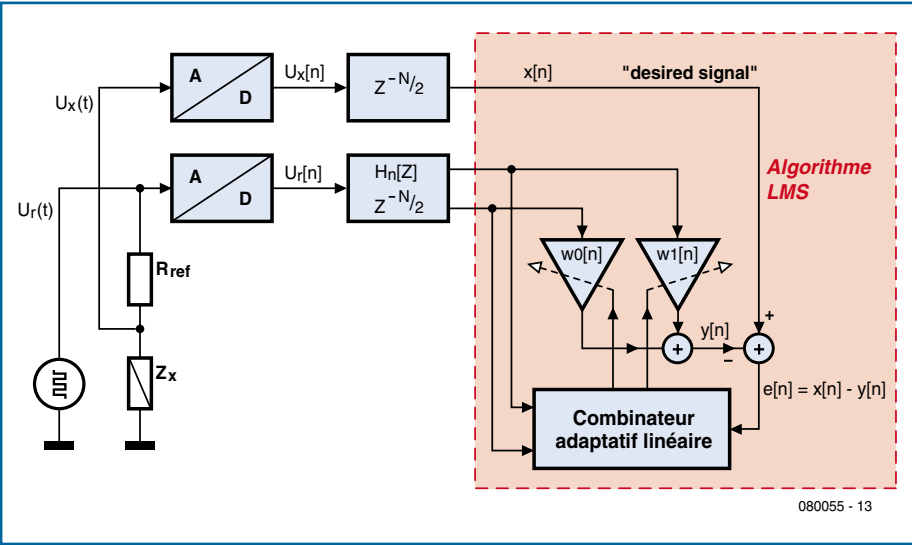 A
D
Ux[n]
Z-N/2
x[n]
"desired signal"
Ux(t)
A
D
Ur[n]
Hn[Z]
Z-N/2
Algorithme
LMS
Ur(t)
w0[n]
w1[n]
Rref
+
y[n]
+
+
−
Zx
e[n] = x[n] - y[n]
Combinateur
adaptatif linéaire
080055 - 13